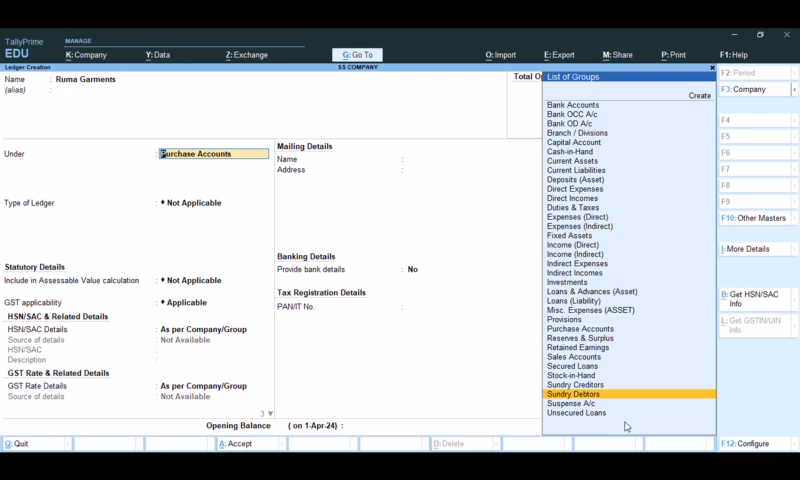 TallyPrime
EDU
MANAGE
K: Company
Y: Data
Z: Exchange
G: Go To
O: Import
E: Export
M: Share
P: Print
F1: Help
Ledger Creation
SS COMPANY
Name : Ruma Garments
(alias) :
Total O
Under : Purchase Accounts
Type of Ledger : ♦ Not Applicable
Statutory Details
Include in Assessable Value calculation : ♦ Not Applicable
GST applicability : ♦ Applicable
HSN/SAC & Related Details
HSN/SAC Details : As per Company/Group
Source of details : Not Available
HSN/SAC :
Description :
GST Rate & Related Details
GST Rate Details : As per Company/Group
Source of details : Not Available
3 ▼
Mailing Details
Name :
Address :
Banking Details
Provide bank details : No
Tax Registration Details
PAN/IT No. :
Opening Balance ( on 1-Apr-24) :
List of Groups
Create
Bank Accounts
Bank OCC A/c
Bank OD A/c
Branch / Divisions
Capital Account
Cash-in-Hand
Current Assets
Current Liabilities
Deposits (Asset)
Direct Expenses
Direct Incomes
Duties & Taxes
Expenses (Direct)
Expenses (Indirect)
Fixed Assets
Income (Direct)
Income (Indirect)
Indirect Expenses
Indirect Incomes
Investments
Loans & Advances (Asset)
Loans (Liability)
Misc. Expenses (ASSET)
Provisions
Purchase Accounts
Reserves & Surplus
Retained Earnings
Sales Accounts
Secured Loans
Stock-in-Hand
Sundry Creditors
Sundry Debtors
Suspense A/c
Unsecured Loans
F2: Period
F3: Company
F4
F5
F6
F7
F8
F9
F10: Other Masters
I: More Details
B: Get HSN/SAC
Info
L: Get GSTIN/UIN
Info
F12: Configure
Q: Quit
A: Accept
D: Delete